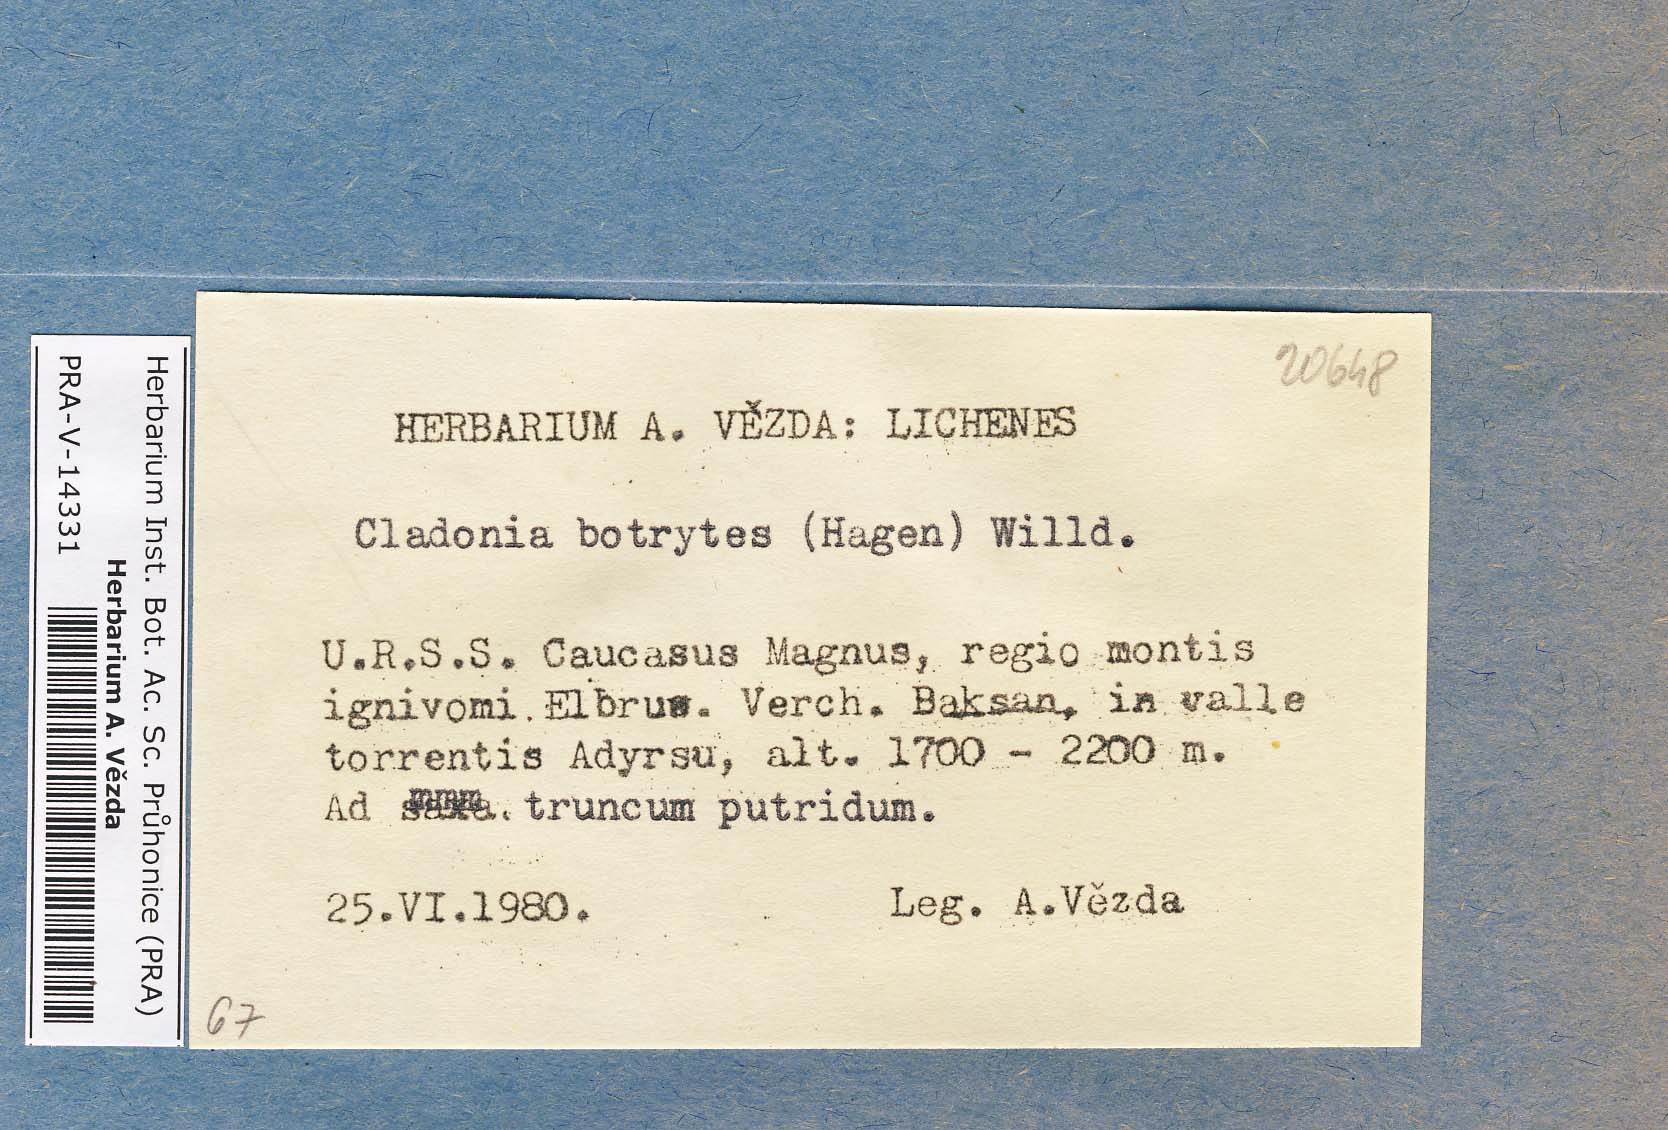 20648
HERBARIUM A. VĚZDA: LICHENES
Cladonia botrytes (Hagen) Willd.
U.R.S.S. Caucasus Magnus, regio montis
ignivomi Elbrus. Verch. Baksan, in valle
torrentis Adyrsu, alt. 1700 - 2200 m.
Ad truncum putridum.
25.VI.1980. Leg. A.Vězda
67
Herbarium Inst. Bot. Ac. Sc. Průhonice (PRA)
Herbarium A. Vězda
PRA-V-14331